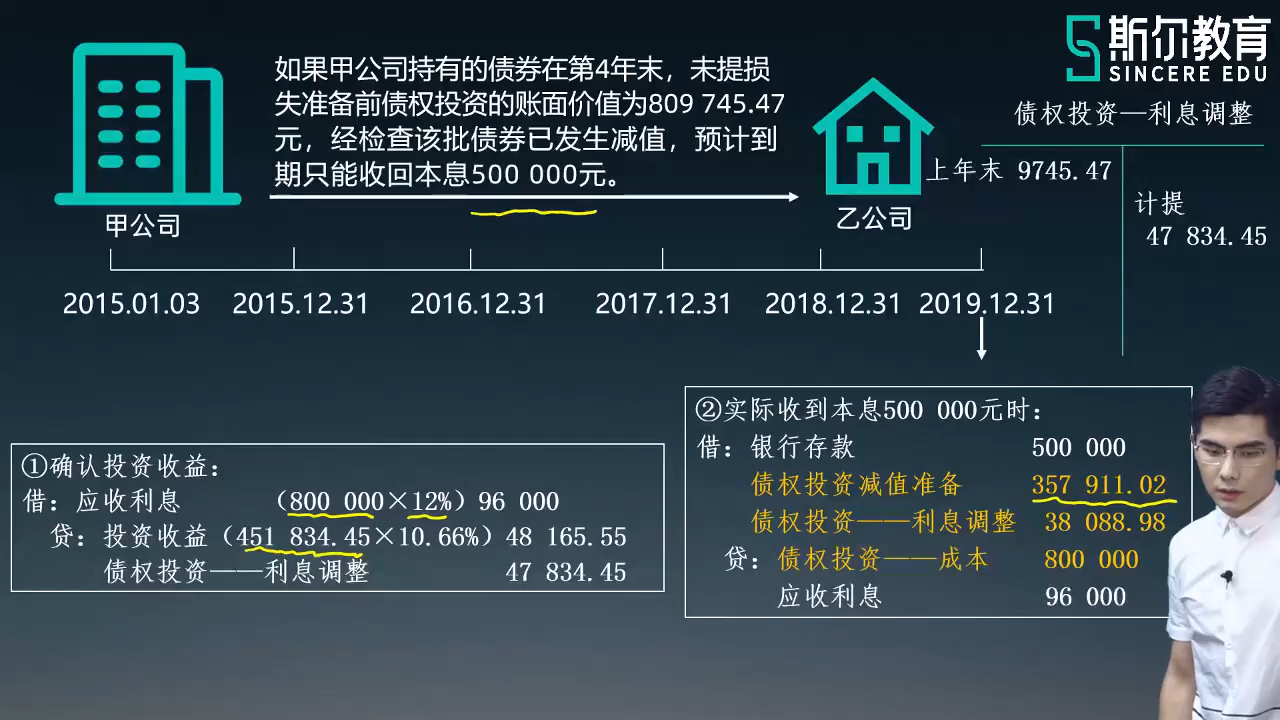 斯尔教育
SINCERE EDU
如果甲公司持有的债券在第4年末，未提损
失准备前债权投资的账面价值为809 745.47
元，经检查该批债券已发生减值，预计到
期只能收回本息500 000元。
甲公司
乙公司
债权投资—利息调整
上年末 9745.47
计提
47 834.45
2015.01.03 2015.12.31 2016.12.31 2017.12.31 2018.12.31 2019.12.31
①确认投资收益：
借：应收利息 （800 000×12%）96 000
贷：投资收益（451 834.45×10.66%）48 165.55
债权投资——利息调整 47 834.45
②实际收到本息500 000元时：
借：银行存款 500 000
债权投资减值准备 357 911.02
债权投资——利息调整 38 088.98
贷：债权投资——成本 800 000
应收利息 96 000